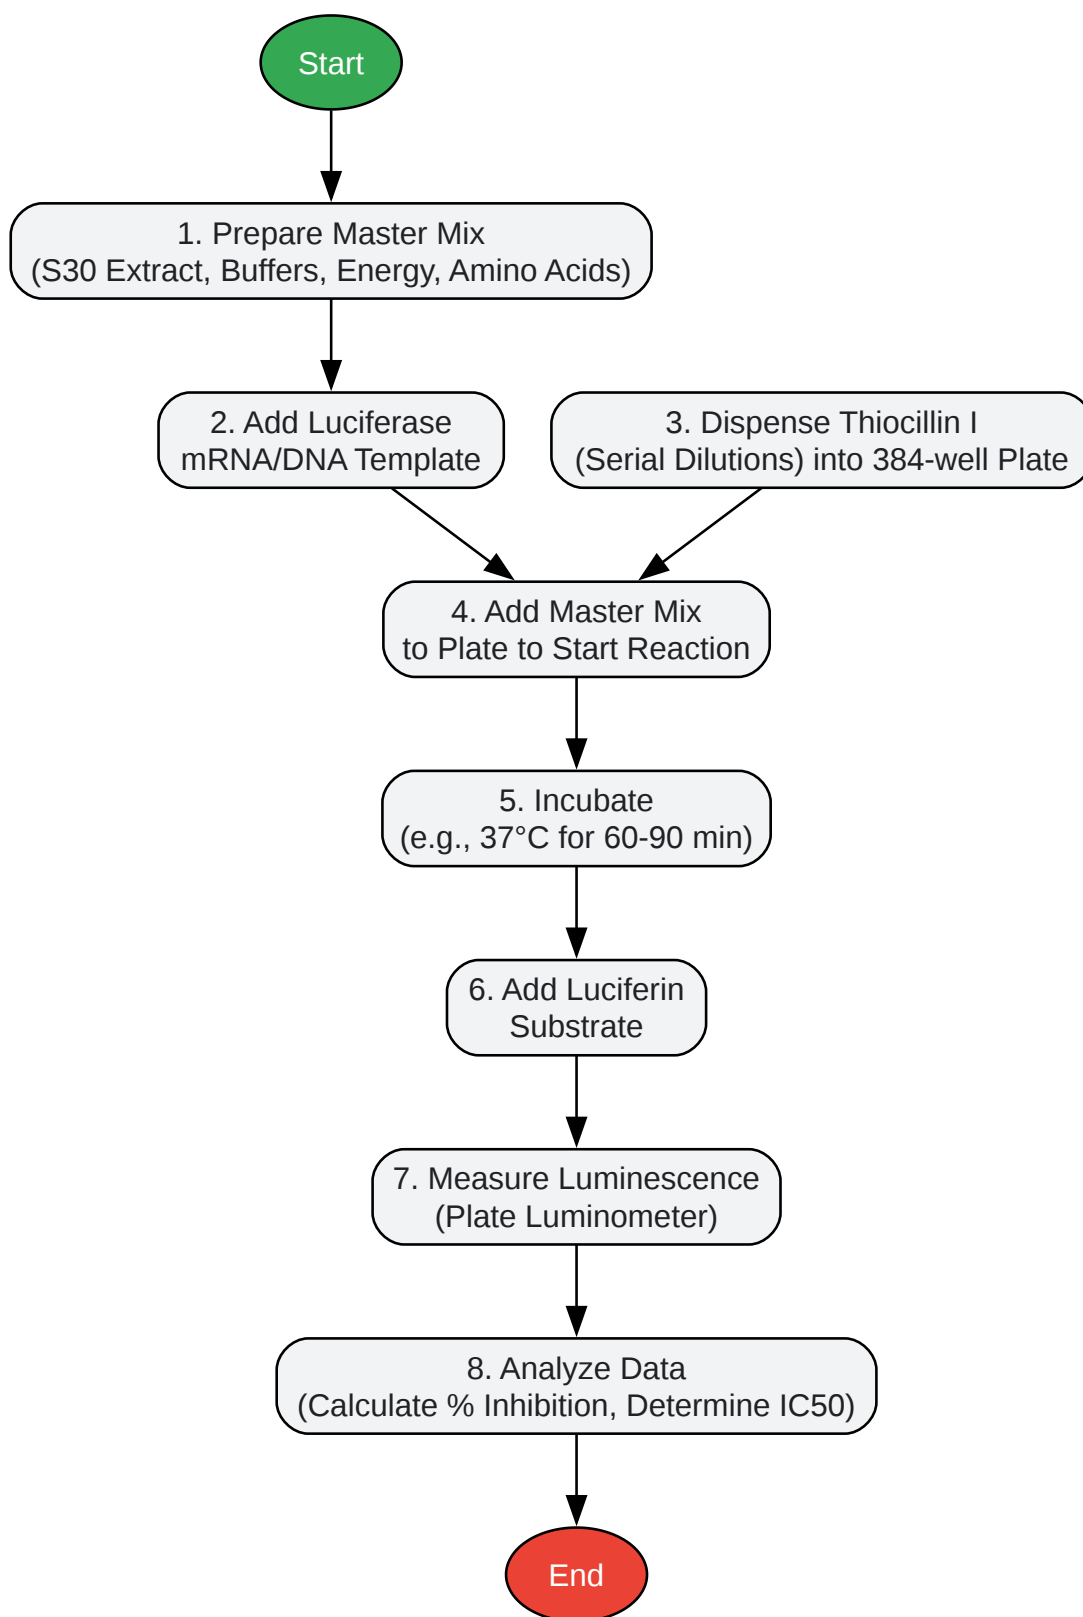 Start
1. Prepare Master Mix
(S30 Extract, Buffers, Energy, Amino Acids)
2. Add Luciferase
mRNA/DNA Template
3. Dispense Thiocillin I
(Serial Dilutions) into 384-well Plate
4. Add Master Mix
to Plate to Start Reaction
5. Incubate
(e.g., 37°C for 60-90 min)
6. Add Luciferin
Substrate
7. Measure Luminescence
(Plate Luminometer)
8. Analyze Data
(Calculate % Inhibition, Determine IC50)
End